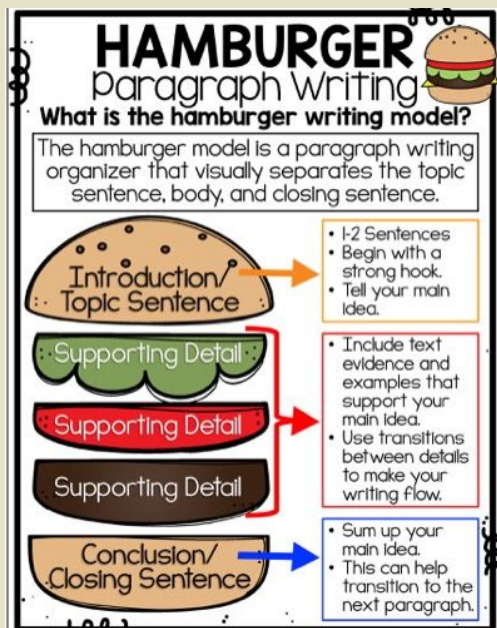 HAMBURGER
Paragraph Writing
What is the hamburger writing model?
The hamburger model is a paragraph writing
organizer that visually separates the topic
sentence, body, and closing sentence.
Introduction/
Topic Sentence
• 1-2 Sentences
• Begin with a
strong hook.
• Tell your main
idea.
Supporting Detail
Supporting Detail
Supporting Detail
• Include text
evidence and
examples that
support your
main idea.
• Use transitions
between details
to make your
writing flow.
Conclusion/
Closing Sentence
• Sum up your
main idea.
• This can help
transition to the
next paragraph.